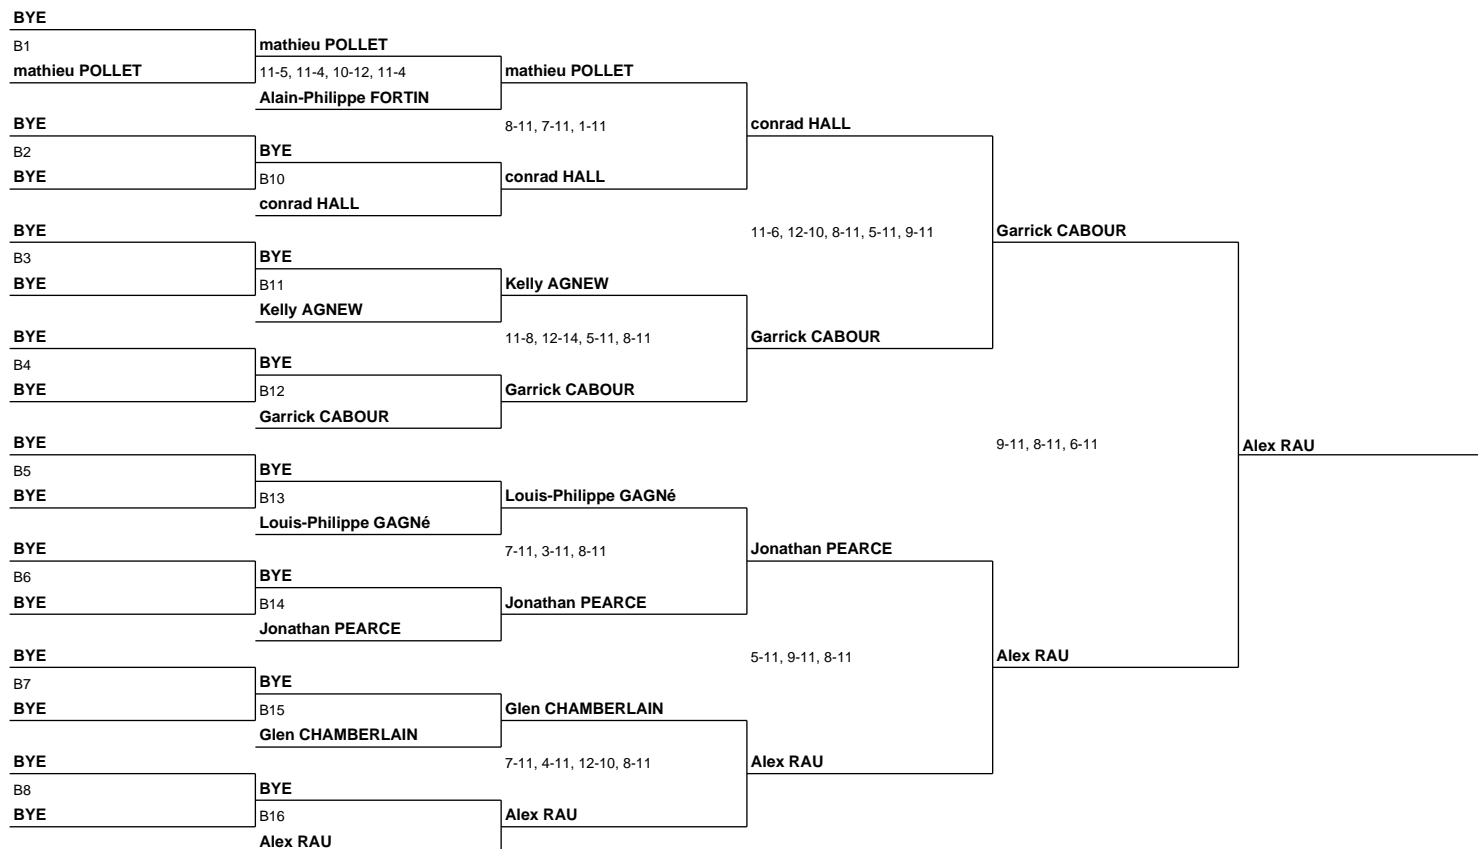 BYE
B1
mathieu POLLET
BYE
B2
BYE
BYE
B3
BYE
BYE
B4
BYE
BYE
B5
BYE
BYE
B6
BYE
BYE
B7
BYE
BYE
B8
BYE
mathieu POLLET
11-5, 11-4, 10-12, 11-4
Alain-Philippe FORTIN
BYE
B10
conrad HALL
BYE
B11
Kelly AGNEW
BYE
B12
Garrick CABOUR
BYE
B13
Louis-Philippe GAGNé
BYE
B14
Jonathan PEARCE
BYE
B15
Glen CHAMBERLAIN
BYE
B16
Alex RAU
mathieu POLLET
8-11, 7-11, 1-11
conrad HALL
Kelly AGNEW
11-8, 12-14, 5-11, 8-11
Garrick CABOUR
Louis-Philippe GAGNé
7-11, 3-11, 8-11
Jonathan PEARCE
Glen CHAMBERLAIN
7-11, 4-11, 12-10, 8-11
Alex RAU
conrad HALL
11-6, 12-10, 8-11, 5-11, 9-11
Garrick CABOUR
Jonathan PEARCE
5-11, 9-11, 8-11
Alex RAU
Garrick CABOUR
9-11, 8-11, 6-11
Alex RAU
Alex RAU